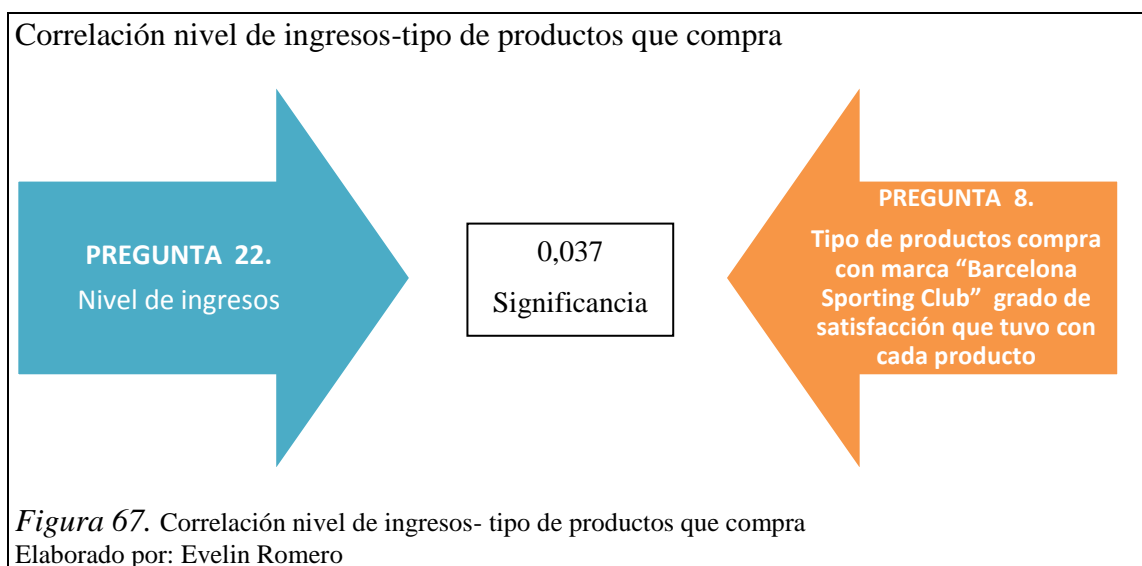 Correlación nivel de ingresos-tipo de productos que compra
PREGUNTA 22.
Nivel de ingresos
0,037
Significancia
PREGUNTA 8.
Tipo de productos compra
con marca “Barcelona
Sporting Club” grado de
satisfacción que tuvo con
cada producto
Figura 67. Correlación nivel de ingresos- tipo de productos que compra
Elaborado por: Evelin Romero